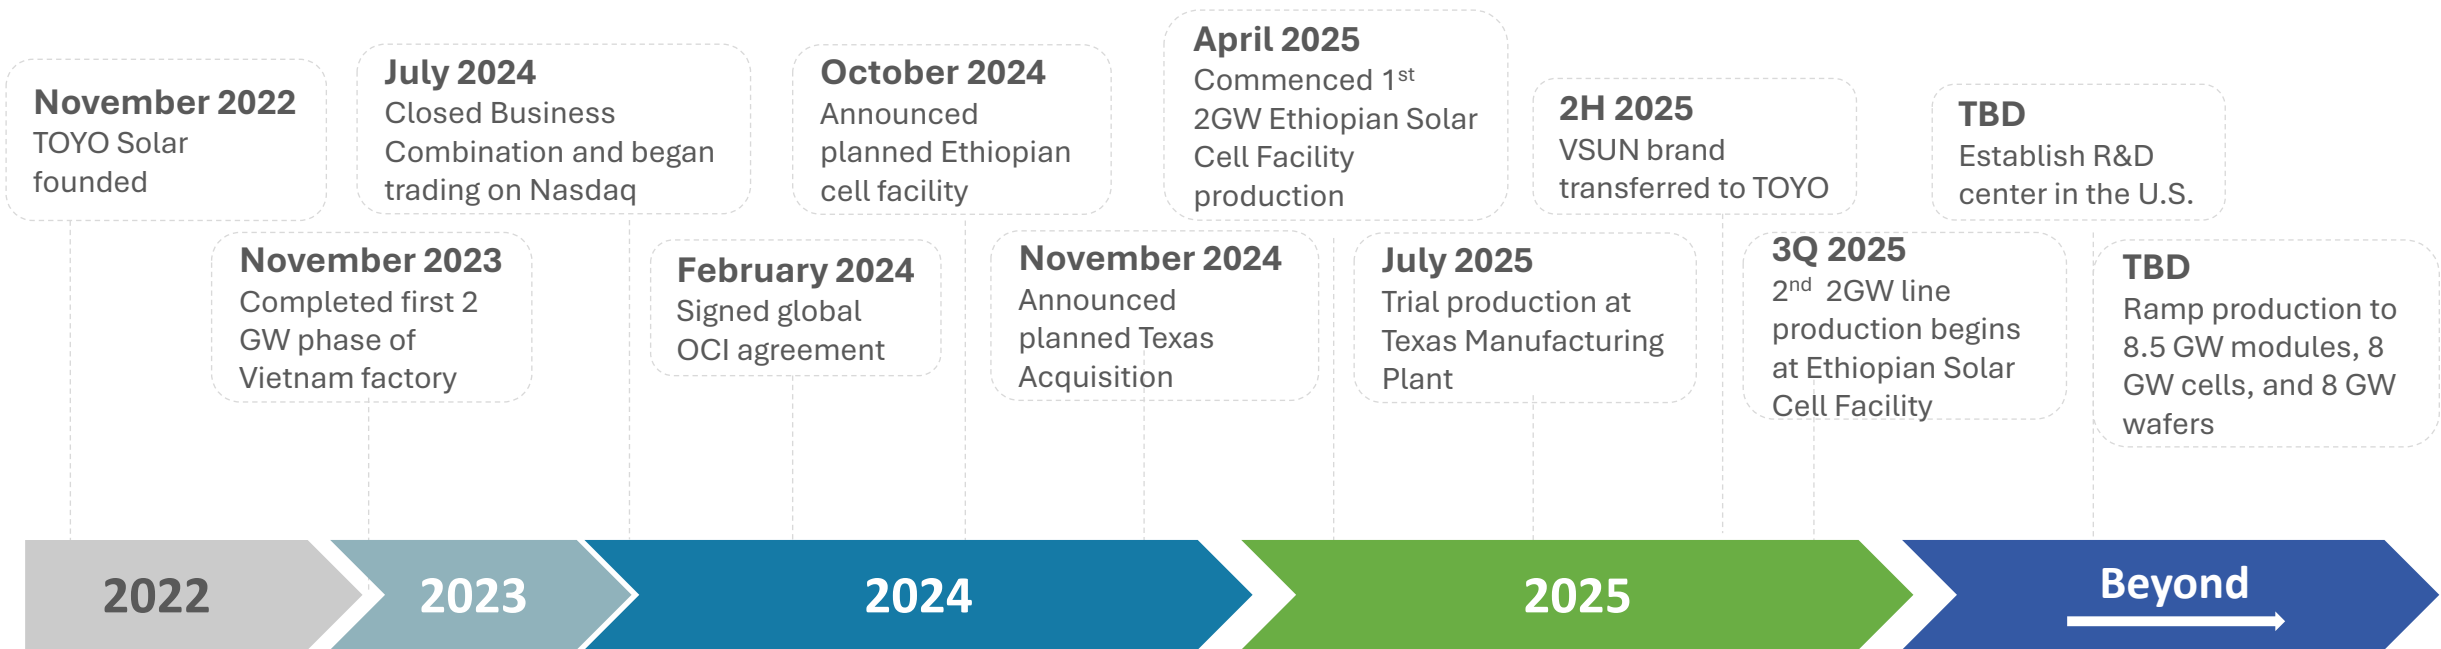 November 2022
TOYO Solar
founded
November 2023
Completed first 2
GW phase of
Vietnam factory
July 2024
Closed Business
Combination and began
trading on Nasdaq
February 2024
Signed global
OCI agreement
October 2024
Announced
planned Ethiopian
cell facility
November 2024
Announced
planned Texas
Acquisition
April 2025
Commenced 1st
2GW Ethiopian Solar
Cell Facility
production
July 2025
Trial production at
Texas Manufacturing
Plant
2H 2025
VSUN brand
transferred to TOYO
3Q 2025
2nd 2GW line
production begins
at Ethiopian Solar
Cell Facility
TBD
Establish R&D
center in the U.S.
TBD
Ramp production to
8.5 GW modules, 8
GW cells, and 8 GW
wafers
2022
2023
2024
2025
Beyond